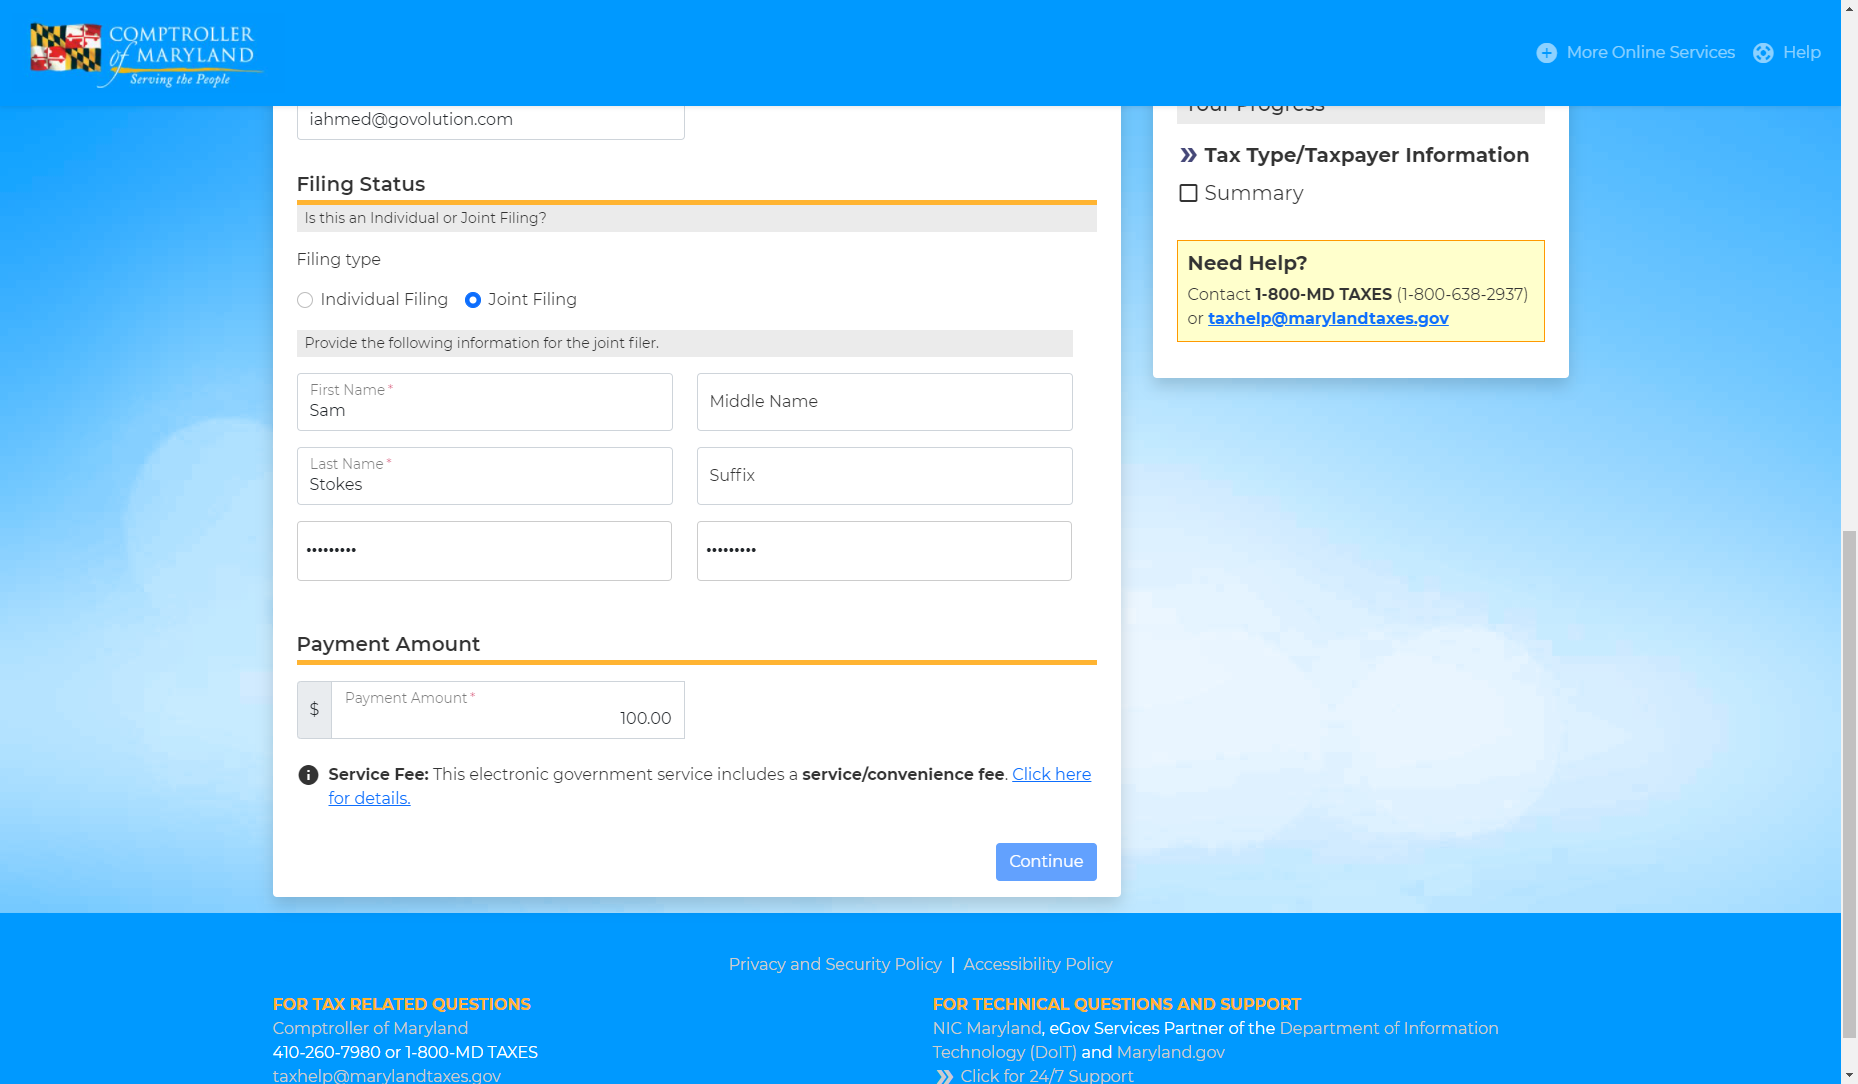 COMPTROLLER
of MARYLAND
Serving the People
More Online Services
Help
iahmed@govolution.com
Filing Status
Is this an Individual or Joint Filing?
Filing type
Individual Filing
Joint Filing
Provide the following information for the joint filer.
First Name *
Sam
Middle Name
Last Name *
Stokes
Suffix
•••••••••
•••••••••
Payment Amount
$
Payment Amount *
100.00
Service Fee: This electronic government service includes a service/convenience fee. Click here
for details.
Continue
Your Progress
Tax Type/Taxpayer Information
Summary
Need Help?
Contact 1-800-MD TAXES (1-800-638-2937)
or taxhelp@marylandtaxes.gov
Privacy and Security Policy | Accessibility Policy
FOR TAX RELATED QUESTIONS
Comptroller of Maryland
410-260-7980 or 1-800-MD TAXES
taxhelp@marylandtaxes.gov
FOR TECHNICAL QUESTIONS AND SUPPORT
NIC Maryland, eGov Services Partner of the Department of Information
Technology (DoIT) and Maryland.gov
Click for 24/7 Support